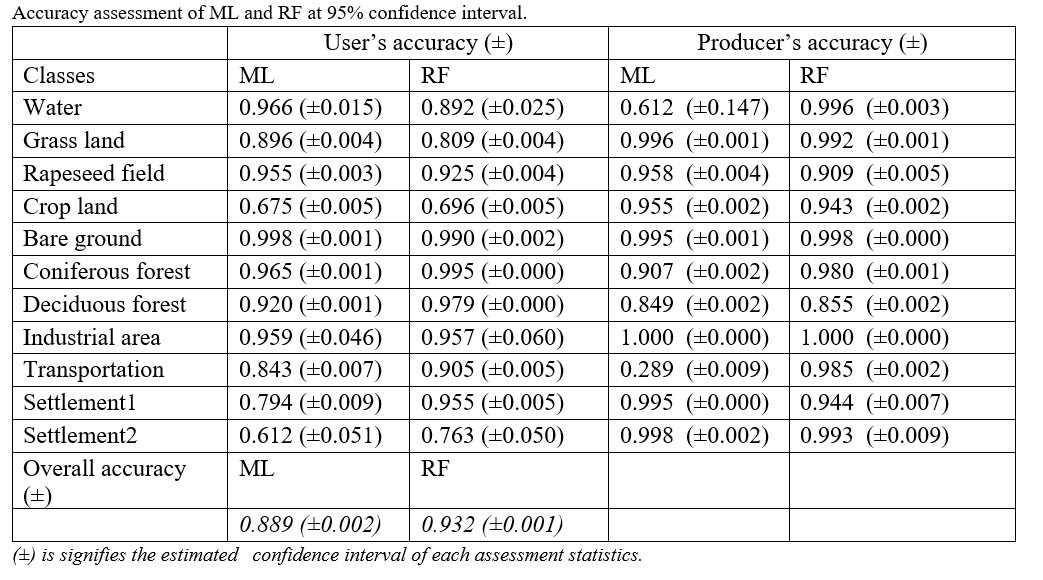 Accuracy assessment of ML and RF at 95% confidence interval.
User's accuracy (±) Producer's accuracy (±)
Classes ML RF ML RF
Water 0.966 (±0.015) 0.892 (±0.025) 0.612 (±0.147) 0.996 (±0.003)
Grass land 0.896 (±0.004) 0.809 (±0.004) 0.996 (±0.001) 0.992 (±0.001)
Rapeseed field 0.955 (±0.003) 0.925 (±0.004) 0.958 (±0.004) 0.909 (±0.005)
Crop land 0.675 (±0.005) 0.696 (±0.005) 0.955 (±0.002) 0.943 (±0.002)
Bare ground 0.998 (±0.001) 0.990 (±0.002) 0.995 (±0.001) 0.998 (±0.000)
Coniferous forest 0.965 (±0.001) 0.995 (±0.000) 0.907 (±0.002) 0.980 (±0.001)
Deciduous forest 0.920 (±0.001) 0.979 (±0.000) 0.849 (±0.002) 0.855 (±0.002)
Industrial area 0.959 (±0.046) 0.957 (±0.060) 1.000 (±0.000) 1.000 (±0.000)
Transportation 0.843 (±0.007) 0.905 (±0.005) 0.289 (±0.009) 0.985 (±0.002)
Settlement1 0.794 (±0.009) 0.955 (±0.005) 0.995 (±0.000) 0.944 (±0.007)
Settlement2 0.612 (±0.051) 0.763 (±0.050) 0.998 (±0.002) 0.993 (±0.009)
Overall accuracy ML RF
(±)
0.889 (±0.002) 0.932 (±0.001)
(±) is signifies the estimated confidence interval of each assessment statistics.